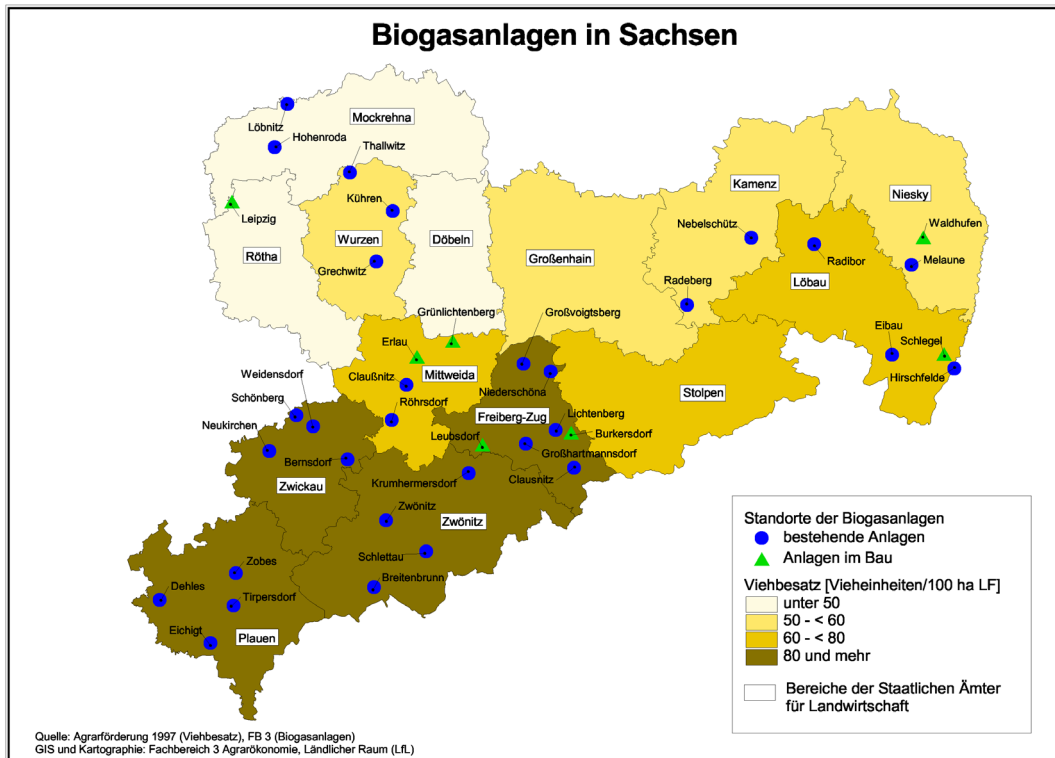 Biogasanlagen in Sachsen
Mockrehna
Löbnitz
Hohenroda
Thallwitz
Kamenz
Niesky
Kühren
Leipzig
Waldhufen
Nebelschütz
Wurzen
Döbeln
Rötha
Großenhain
Radibor
Melaune
Grechwitz
Löbau
Radeberg
Grünlichtenberg
Großvoigtsberg
Eibau
Erlau
Schlegel
Weidensdorf
Claußnitz
Mittweida
Hirschfelde
Schönberg
Niederschöna
Stolpen
Röhrsdorf
Freiberg-Zug
Lichtenberg
Neukirchen
Leubsdorf
Burkersdorf
Großhartmannsdorf
Bernsdorf
Krumhermersdorf
Clausnitz
Zwickau
Zwönitz
Zwönitz
Schlettau
Zobes
Dehles
Tirpersdorf
Breitenbrunn
Eichigt
Plauen
Standorte der Biogasanlagen
bestehende Anlagen
Anlagen im Bau
Viehbesatz [Vieheinheiten/100 ha LF]
unter 50
50 - < 60
60 - < 80
80 und mehr
Bereiche der Staatlichen Ämter
für Landwirtschaft
Quelle: Agrarförderung 1997 (Viehbesatz), FB 3 (Biogasanlagen)
GIS und Kartographie: Fachbereich 3 Agrarökonomie, Ländlicher Raum (LfL)